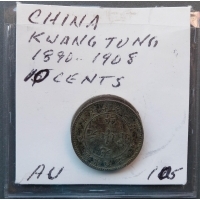 CHINA
KWANG TUNG
1890-1908
10 CENTS
AU 105